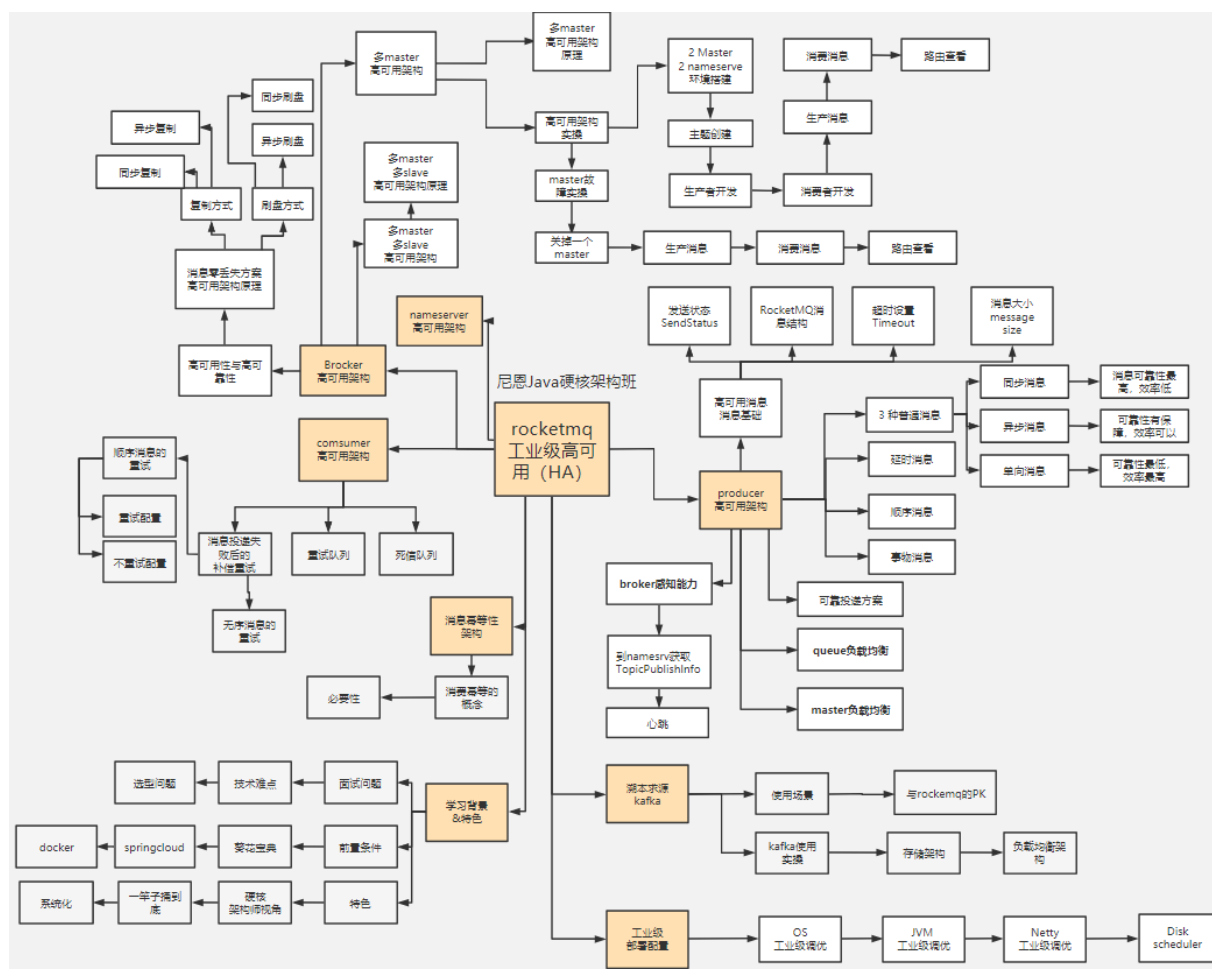 多master
高可用架构
多master
高可用架构
原理
2 Master
2 nameserve
环境搭建
消费消息
路由查看
同步刷盘
异步复制
异步刷盘
同步复制
复制方式
刷盘方式
高可用架构
实操
主题创建
生产消息
多master
多slave
高可用架构原理
master故
障实操
生产者开发
消费者开发
多master
多slave
高可用架构
关掉一个
master
生产消息
消费消息
路由查看
消息零丢失方案
高可用架构原理
nameserver
高可用架构
发送状态
SendStatus
RocketMQ消
息结构
超时设置
Timeout
消息大小
message
size
高可用性与高可
靠性
Brocker
高可用架构
尼恩Java硬核架构班
rocketmq
工业级高可
用（HA）
高可用消息
消息基础
3 种普通消息
同步消息
消息可靠性最
高，效率低
异步消息
可靠性有保
障，效率可以
单向消息
可靠性最低，
效率最高
comsumer
高可用架构
顺序消息的
重试
重试配置
不重试配置
消息投递失
败后的
补偿重试
重试队列
死信队列
无序消息的
重试
producer
高可用架构
延时消息
顺序消息
事物消息
broker感知能力
可靠投递方案
到namesrv获取
TopicPublishInfo
queue负载均衡
心跳
master负载均衡
消息幂等性
架构
消费幂等的
概念
必要性
选型问题
技术难点
面试问题
学习背景
&特色
docker
springcloud
葵花宝典
前置条件
系统化
一竿子捅到
底
硬核
架构师视角
特色
溯本求源
kafka
使用场景
与rockemq的PK
kafka使用
实操
存储架构
负载均衡架
构
工业级
部署配置
OS
工业级调优
JVM
工业级调优
Netty
工业级调优
Disk
scheduler